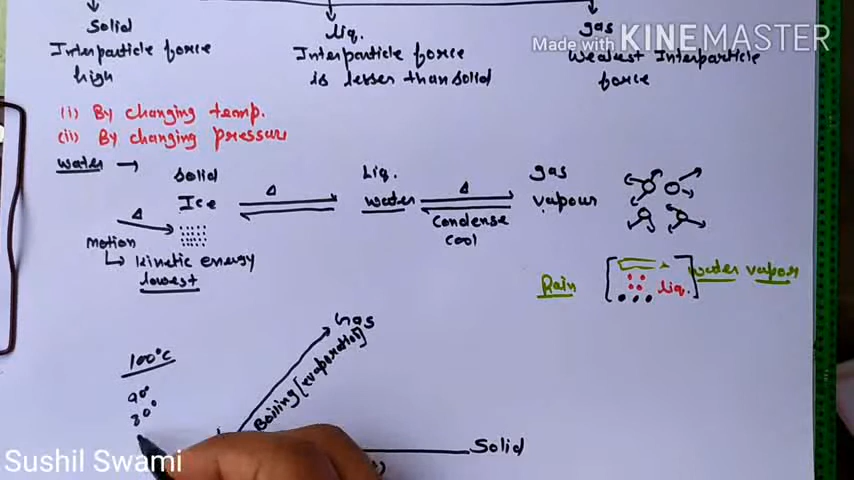 Made with KINEMASTER
Solid
Interparticle force
high
liq.
Interparticle force
is lesser than solid
gas
Weakest Interparticle
force
(i) By changing temp.
(ii) By changing pressure
water →
Solid
Ice
Δ
Liq.
water
Δ
Condense
cool
gas
vapour
Δ
Motion
kinetic energy
lowest
Rain
liq.
water vapor
100°C
90°
80°
Boiling [evaporation]
Gas
Solid
Sushil Swami